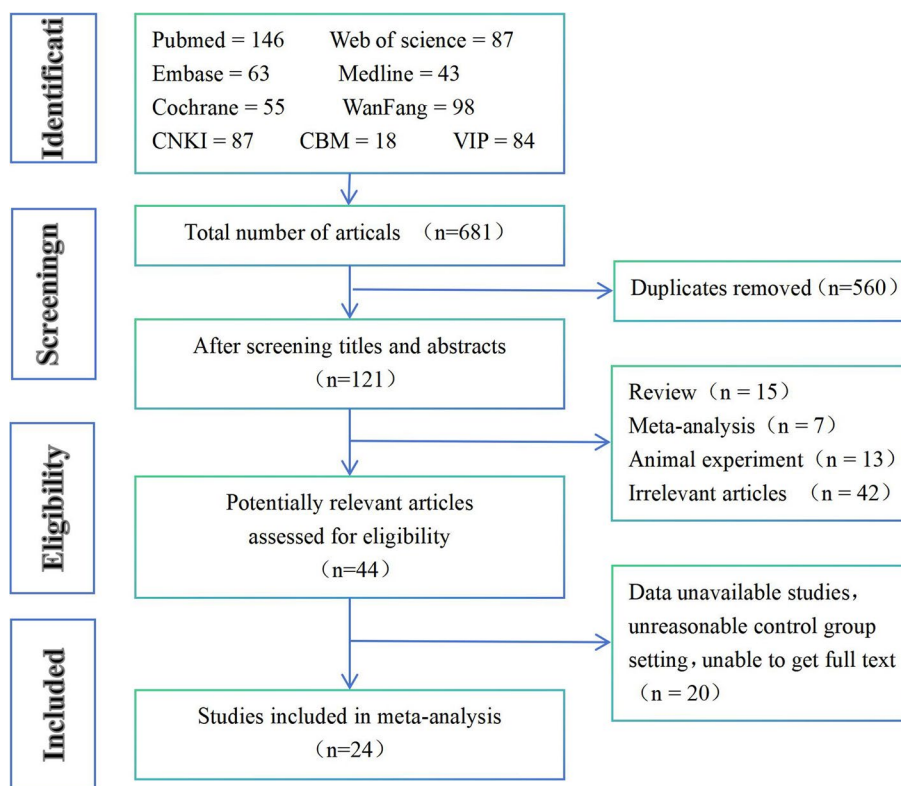 Identificati
Pubmed = 146 Web of science = 87
Embase = 63 Medline = 43
Cochrane = 55 WanFang = 98
CNKI = 87 CBM = 18 VIP = 84
Screeningn
Total number of articals （n=681）
Duplicates removed（n=560）
After screening titles and abstracts
（n=121）
Review（n = 15）
Meta-analysis（n = 7）
Animal experiment（n = 13）
Irrelevant articles （n = 42）
Eligibility
Potentially relevant articles
assessed for eligibility
（n=44）
Data unavailable studies，
unreasonable control group
setting，unable to get full text
（n = 20）
Included
Studies included in meta-analysis
（n=24）